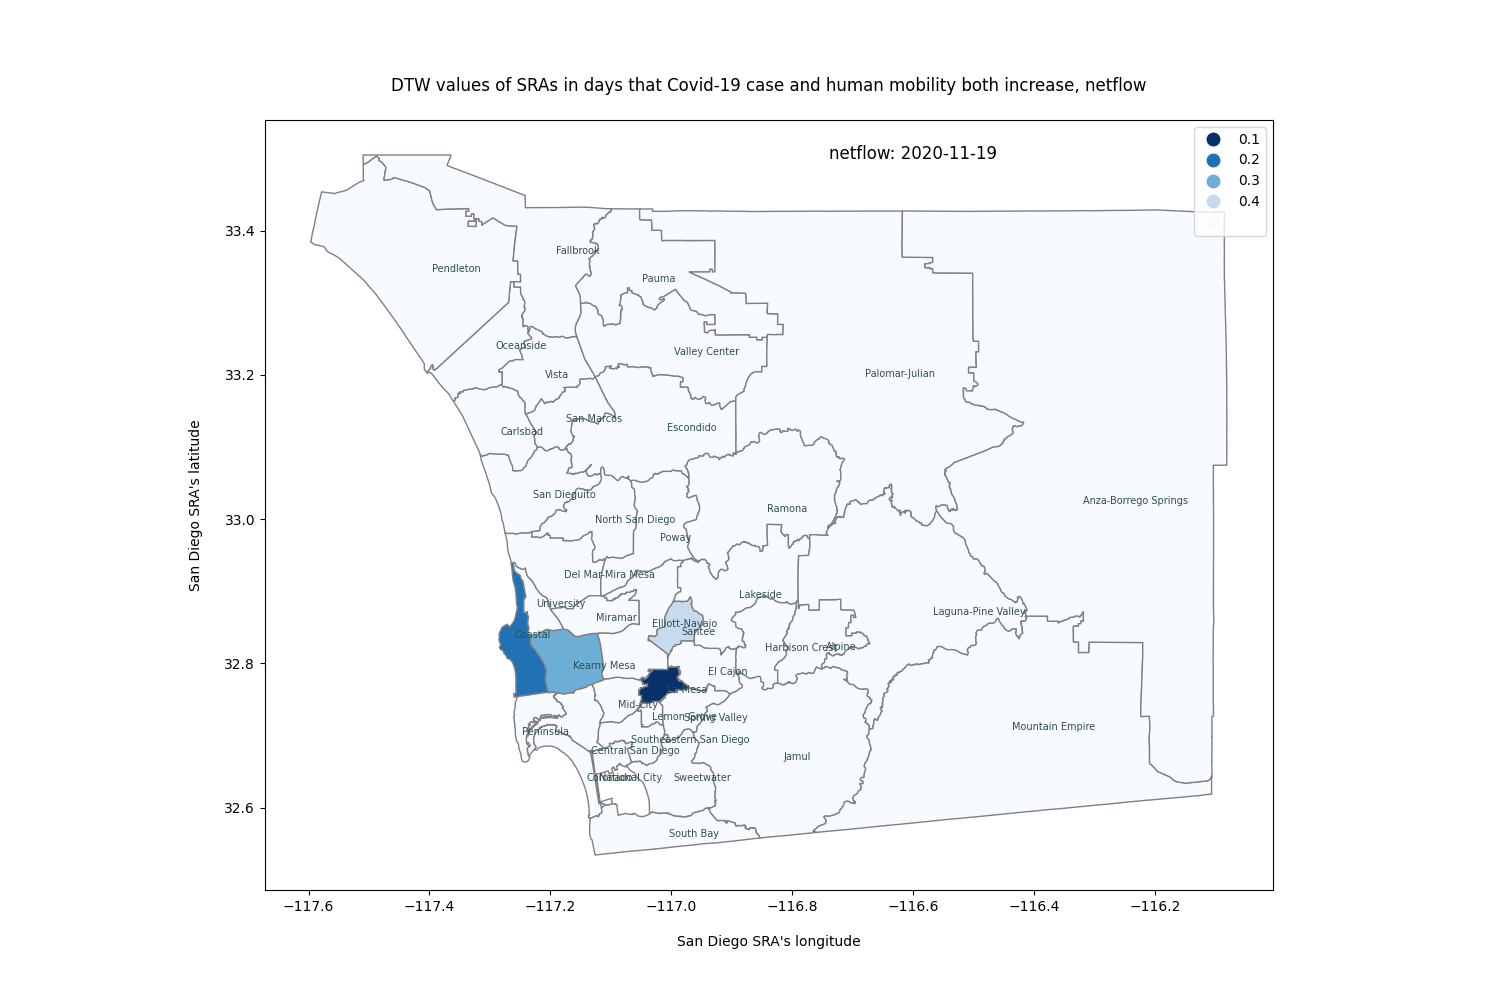 DTW values of SRAs in days that Covid-19 case and human mobility both increase, netflow
netflow: 2020-11-19
0.1
0.2
0.3
0.4
San Diego SRA's latitude
33.4
33.2
33.0
32.8
32.6
Pendleton
Fallbrook
Pauma
Oceanside
Valley Center
Vista
Palomar-Julian
San Marcos
Carlsbad
Escondido
San Dieguito
Anza-Borrego Springs
Ramona
North San Diego
Poway
Del Mar-Mira Mesa
Lakeside
University
Miramar
Laguna-Pine Valley
Elliott-Navajo
Santee
Coastal
Harbison Crest
Alpine
Kearny Mesa
El Cajon
La Mesa
Mid-City
Lemon Grove
Spring Valley
Peninsula
Mountain Empire
Southeastern San Diego
Central San Diego
Jamul
Coronado
National City
Sweetwater
South Bay
−117.6
−117.4
−117.2
−117.0
−116.8
−116.6
−116.4
−116.2
San Diego SRA's longitude